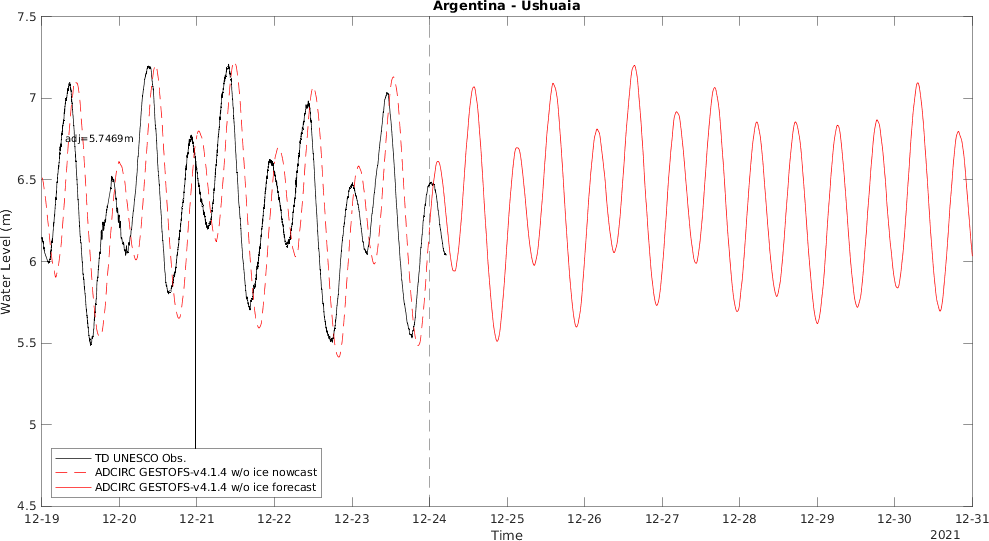 Argentina - Ushuaia
7.5
7
6.5
6
5.5
5
4.5
Water Level (m)
adj=5.7469m
TD UNESCO Obs.
ADCIRC GESTOFS-v4.1.4 w/o ice nowcast
ADCIRC GESTOFS-v4.1.4 w/o ice forecast
12-19 12-20 12-21 12-22 12-23 12-24 12-25 12-26 12-27 12-28 12-29 12-30 12-31
Time
2021